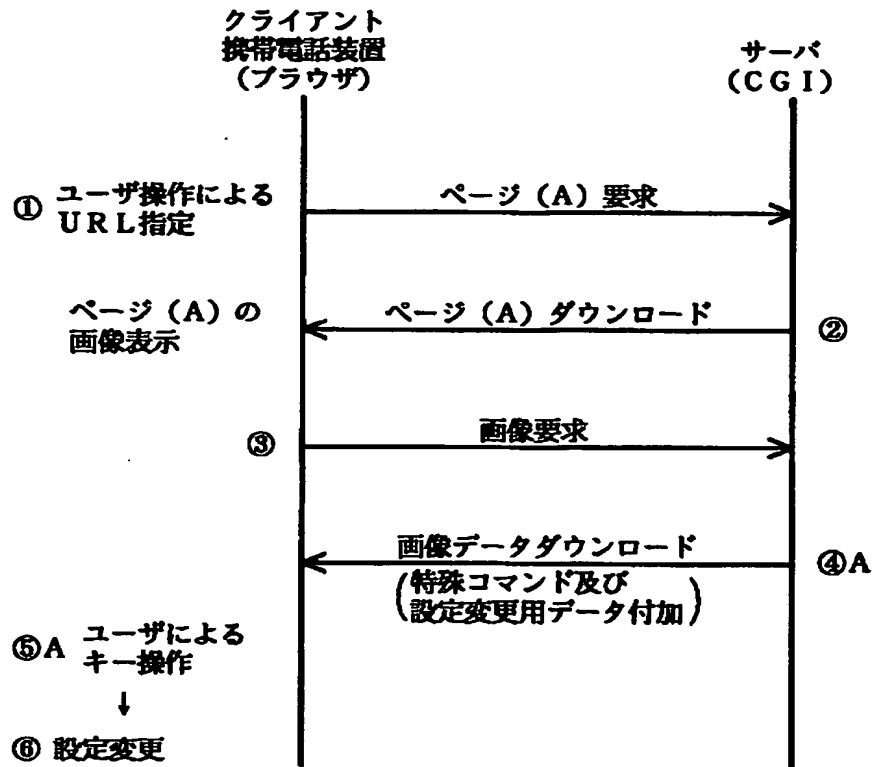 クライアント
携帯電話装置
(ブラウザ)
サーバ
(CGI)
① ユーザ操作による
URL指定
ページ(A)要求
ページ(A)の
画像表示
ページ(A)ダウンロード
②
③
画像要求
画像データダウンロード
(特殊コマンド及び
設定変更用データ付加)
④A
⑤A ユーザによる
キー操作
↓
⑥ 設定変更